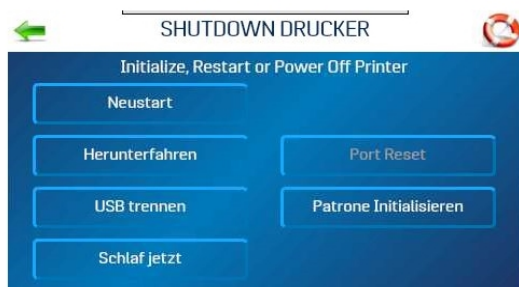 SHUTDOWN DRUCKER
Initialize, Restart or Power Off Printer
Neustart
Herunterfahren
Port Reset
USB trennen
Patrone Initialisieren
Schlaf jetzt